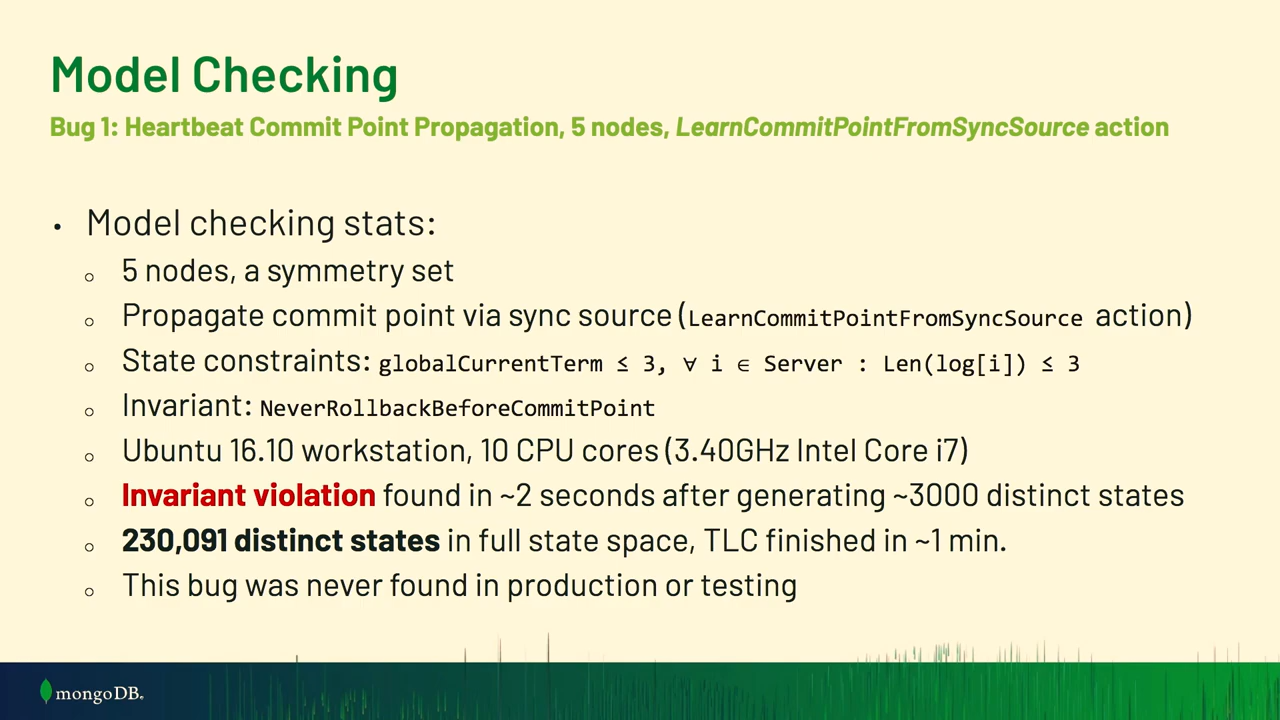 Model Checking
Bug 1: Heartbeat Commit Point Propagation, 5 nodes, LearnCommitPointFromSyncSource action
• Model checking stats:
○ 5 nodes, a symmetry set
○ Propagate commit point via sync source (LearnCommitPointFromSyncSource action)
○ State constraints: globalCurrentTerm ≤ 3, ∀ i ∈ Server : Len(log[i]) ≤ 3
○ Invariant: NeverRollbackBeforeCommitPoint
○ Ubuntu 16.10 workstation, 10 CPU cores (3.40GHz Intel Core i7)
○ Invariant violation found in ~2 seconds after generating ~3000 distinct states
○ 230,091 distinct states in full state space, TLC finished in ~1 min.
○ This bug was never found in production or testing
mongoDB.